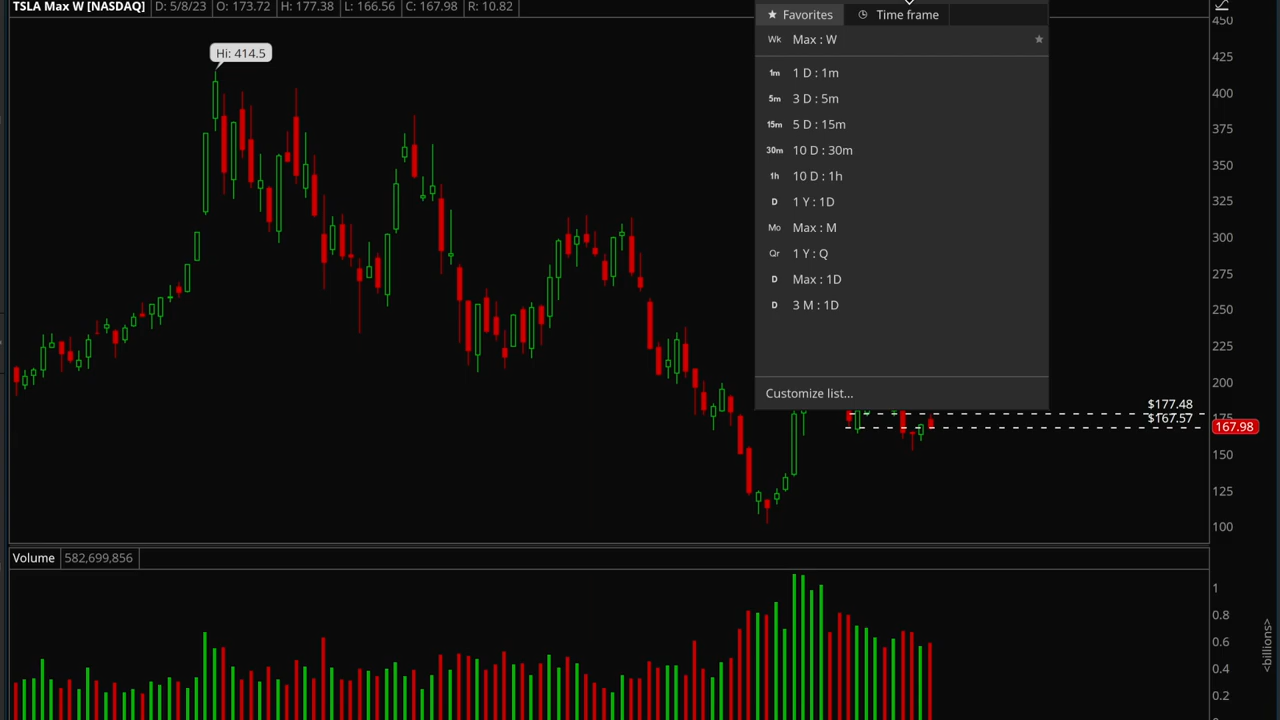 TSLA Max W [NASDAQ] D: 5/8/23 O: 173.72 H: 177.38 L: 166.56 C: 167.98 R: 10.82
Favorites Time frame
Wk Max : W
1m 1 D : 1m
5m 3 D : 5m
15m 5 D : 15m
30m 10 D : 30m
1h 10 D : 1h
D 1 Y : 1D
Mo Max : M
Qr 1 Y : Q
D Max : 1D
D 3 M : 1D
Customize list...
Hi: 414.5
450
425
400
375
350
325
300
275
250
225
200
$177.48
175
$167.57
167.98
150
125
100
Volume 582,699,856
1
0.8
0.6
0.4
0.2
<billions>